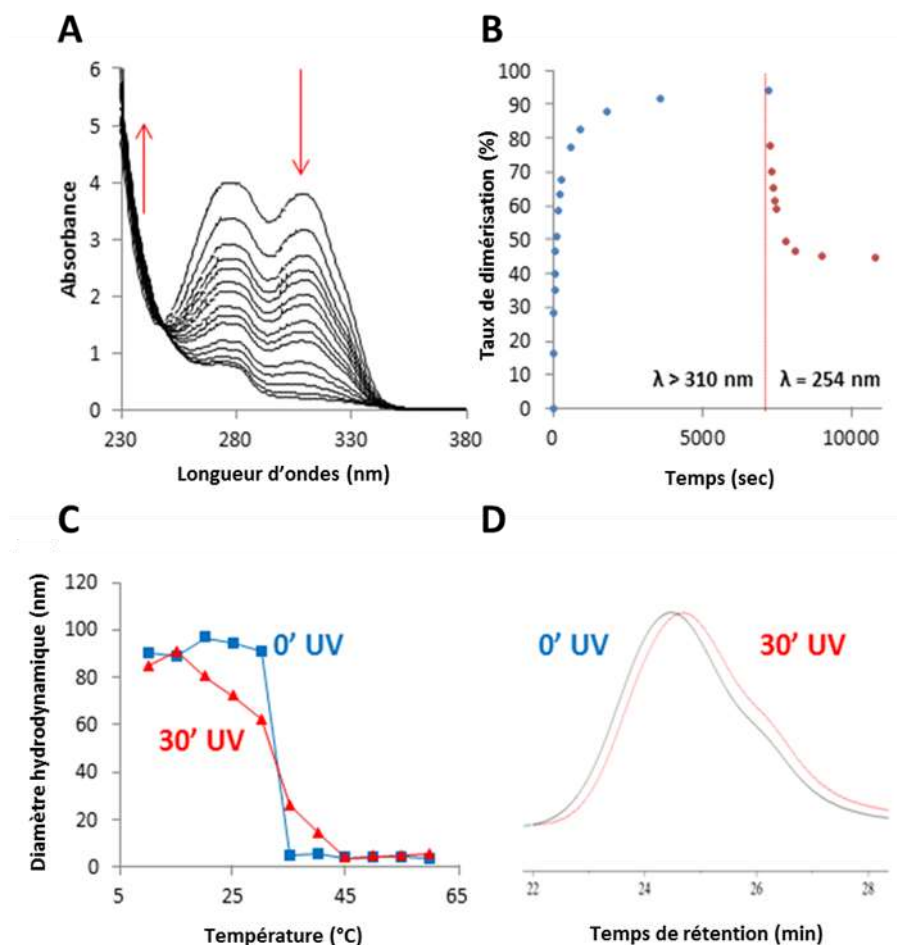 A
6
5
4
3
2
1
0
Absorbance
230 280 330 380
Longueur d'ondes (nm)
B
100
90
80
70
60
50
40
30
20
10
0
Taux de dimérisation (%)
λ > 310 nm
λ = 254 nm
0 5000 10000
Temps (sec)
C
120
100
80
60
40
20
0
Diamètre hydrodynamique (nm)
0' UV
30' UV
5 25 45 65
Température (°C)
D
0' UV
30' UV
22 24 26 28
Temps de rétention (min)